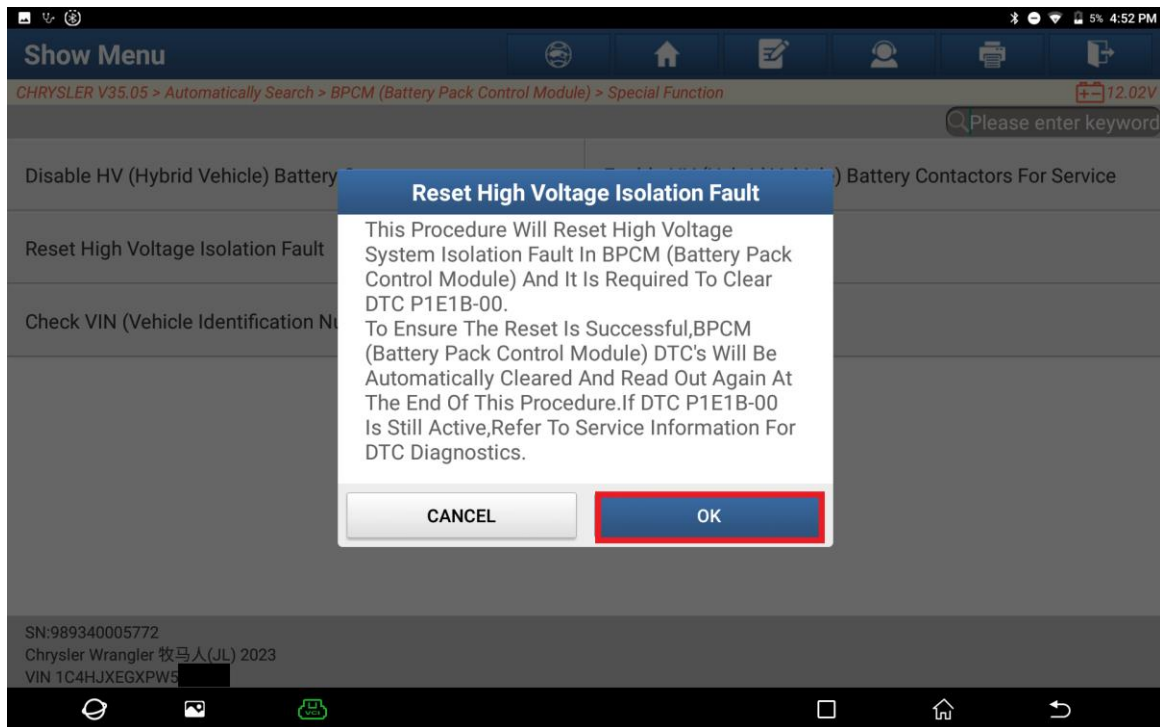 5% 4:52 PM
Show Menu
CHRYSLER V35.05 > Automatically Search > BPCM (Battery Pack Control Module) > Special Function
12.02V
Please enter keyword
Disable HV (Hybrid Vehicle) Battery
) Battery Contactors For Service
Reset High Voltage Isolation Fault
Check VIN (Vehicle Identification
Reset High Voltage Isolation Fault
This Procedure Will Reset High Voltage
System Isolation Fault In BPCM (Battery Pack
Control Module) And It Is Required To Clear
DTC P1E1B-00.
To Ensure The Reset Is Successful,BPCM
(Battery Pack Control Module) DTC's Will Be
Automatically Cleared And Read Out Again At
The End Of This Procedure.If DTC P1E1B-00
Is Still Active,Refer To Service Information For
DTC Diagnostics.
CANCEL
OK
SN:989340005772
Chrysler Wrangler 牧马人(JL) 2023
VIN 1C4HJXEGXPW5
VCI